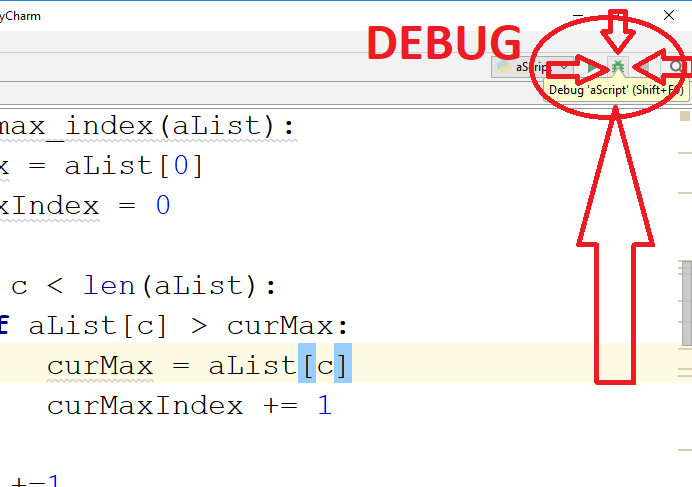 yCharm
DEBUG
aScript
Debug 'aScript' (Shift+F9)
max_index(aList):
x = aList[0]
xIndex = 0
c < len(aList):
f aList[c] > curMax:
curMax = aList[c]
curMaxIndex += 1
+=1